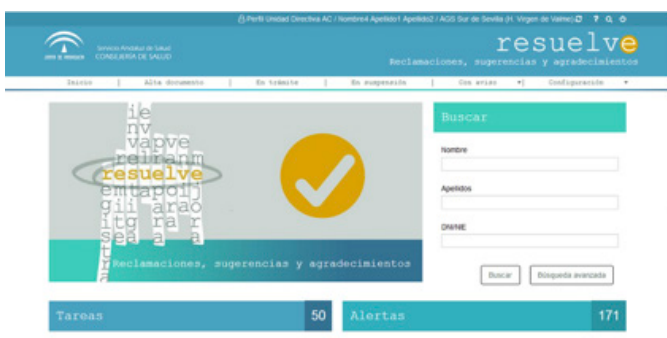 Perfil Unidad Directiva AC / Nombre4 Apellido1 Apellido2 / AGS Sur de Sevilla (H. Virgen de Valme)
Servicio Andaluz de Salud
CONSEJERÍA DE SALUD
resuelve
Reclamaciones, sugerencias y agradecimientos
Inicio | Alta documento | En trámite | En suspensión | Con aviso | Configuración
resuelve
Reclamaciones, sugerencias y agradecimientos
Buscar
Nombre
Apellidos
DNI/NIE
Buscar
Búsqueda avanzada
Tareas 50
Alertas 171